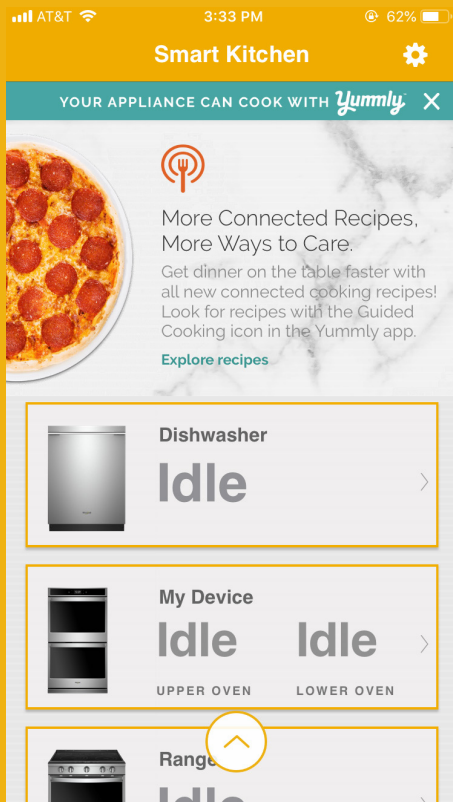 AT&T 3:33 PM 62%
Smart Kitchen
YOUR APPLIANCE CAN COOK WITH Yummly
More Connected Recipes,
More Ways to Care.
Get dinner on the table faster with
all new connected cooking recipes!
Look for recipes with the Guided
Cooking icon in the Yummly app.
Explore recipes
Dishwasher
Idle
My Device
Idle Idle
UPPER OVEN LOWER OVEN
Range
Idle